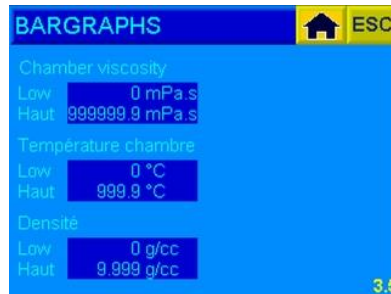 BARGRAPHS ESC
Chamber viscosity
Low 0 mPa.s
Haut 999999.9 mPa.s
Température chambre
Low 0 °C
Haut 999.9 °C
Densité
Low 0 g/cc
Haut 9.999 g/cc